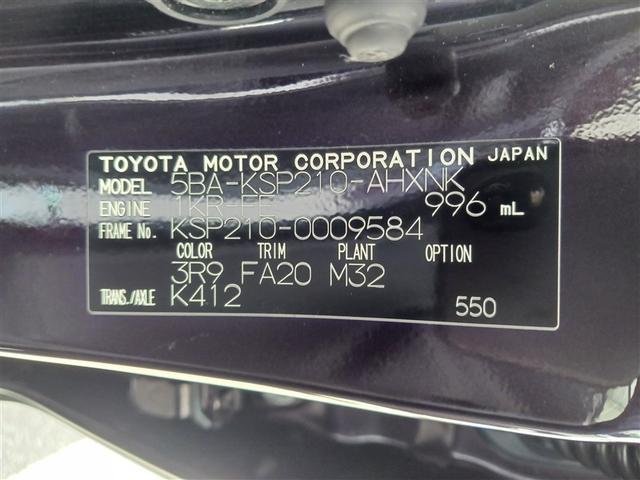 TOYOTA MOTOR CORPORATION JAPAN
MODEL 5BA-KSP210-AHXNK
ENGINE 1KR-FE 996 mL
FRAME No. KSP210-0009584
COLOR TRIM PLANT OPTION
3R9 FA20 M32
TRANS./AXLE K412
550